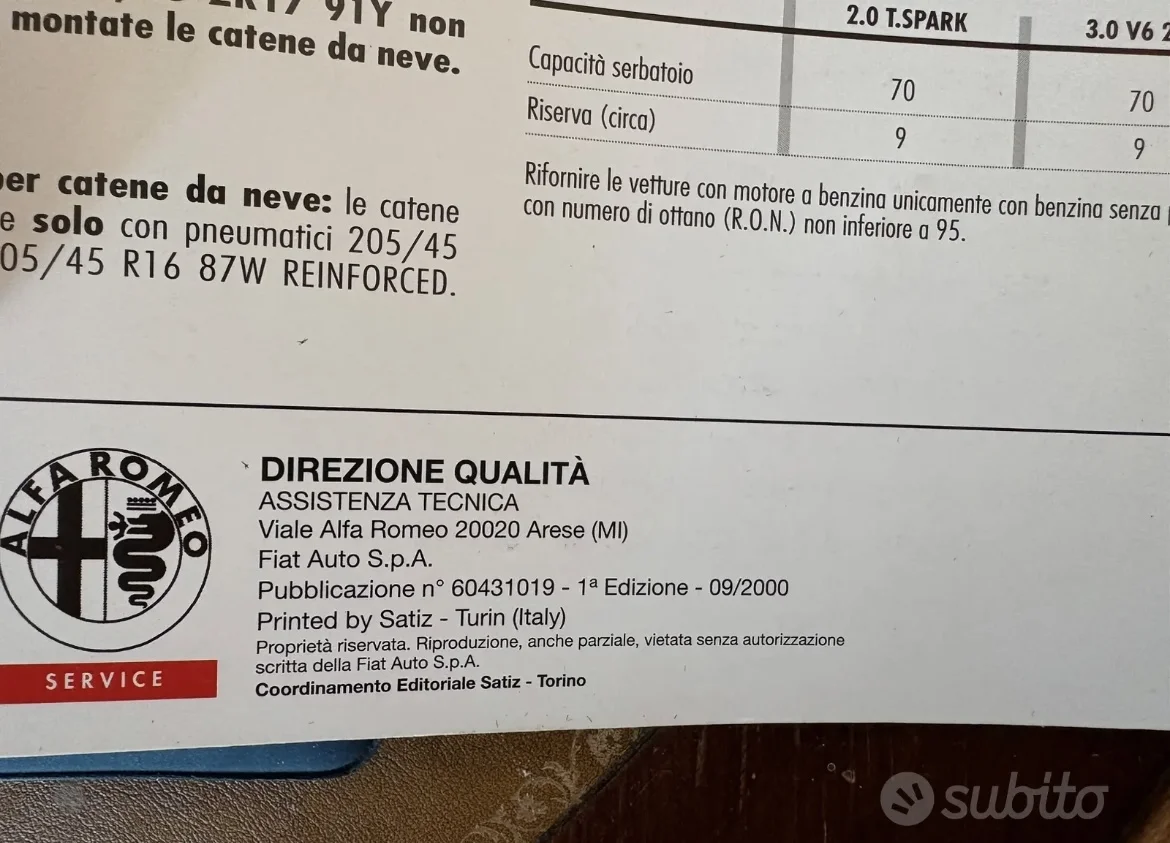 91Y non
montate le catene da neve.
per catene da neve: le catene
e solo con pneumatici 205/45
05/45 R16 87W REINFORCED.
2.0 T.SPARK 3.0 V6 2
Capacità serbatoio 70 70
Riserva (circa) 9 9
Rifornire le vetture con motore a benzina unicamente con benzina senza
con numero di ottano (R.O.N.) non inferiore a 95.
ALFA ROMEO
SERVICE
DIREZIONE QUALITÀ
ASSISTENZA TECNICA
Viale Alfa Romeo 20020 Arese (MI)
Fiat Auto S.p.A.
Pubblicazione n° 60431019 - 1ª Edizione - 09/2000
Printed by Satiz - Turin (Italy)
Proprietà riservata. Riproduzione, anche parziale, vietata senza autorizzazione
scritta della Fiat Auto S.p.A.
Coordinamento Editoriale Satiz - Torino
subito